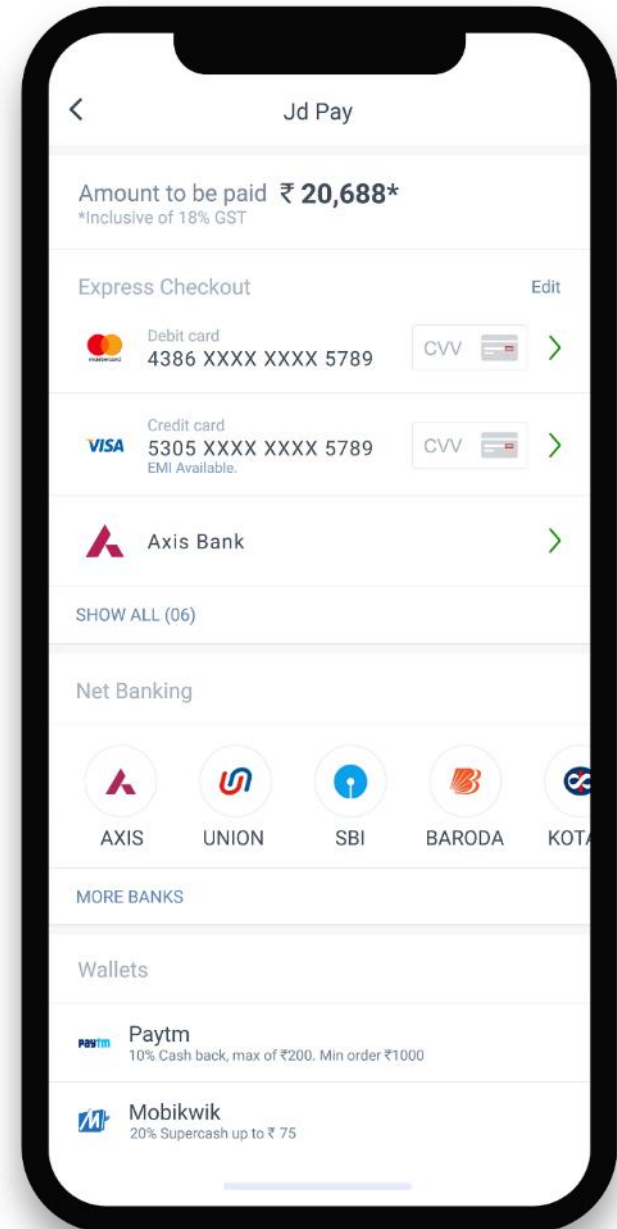 Jd Pay
Amount to be paid ₹ 20,688*
*Inclusive of 18% GST
Express Checkout Edit
mastercard
Debit card
4386 XXXX XXXX 5789
CVV
VISA
Credit card
5305 XXXX XXXX 5789
EMI Available.
CVV
Axis Bank
SHOW ALL (06)
Net Banking
AXIS UNION SBI BARODA KOTA
MORE BANKS
Wallets
Paytm
Paytm
10% Cash back, max of ₹200. Min order ₹1000
Mobikwik
20% Supercash up to ₹ 75